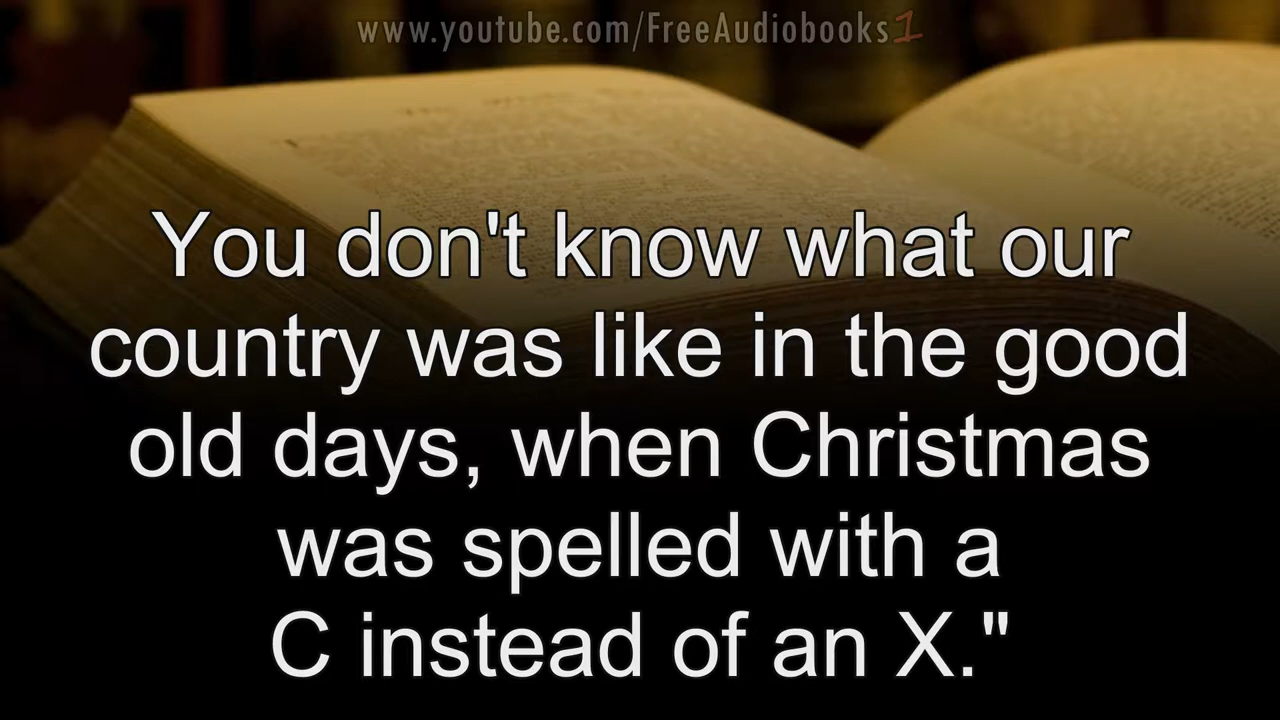 www.youtube.com/FreeAudiobooks1
You don't know what our
country was like in the good
old days, when Christmas
was spelled with a
C instead of an X."